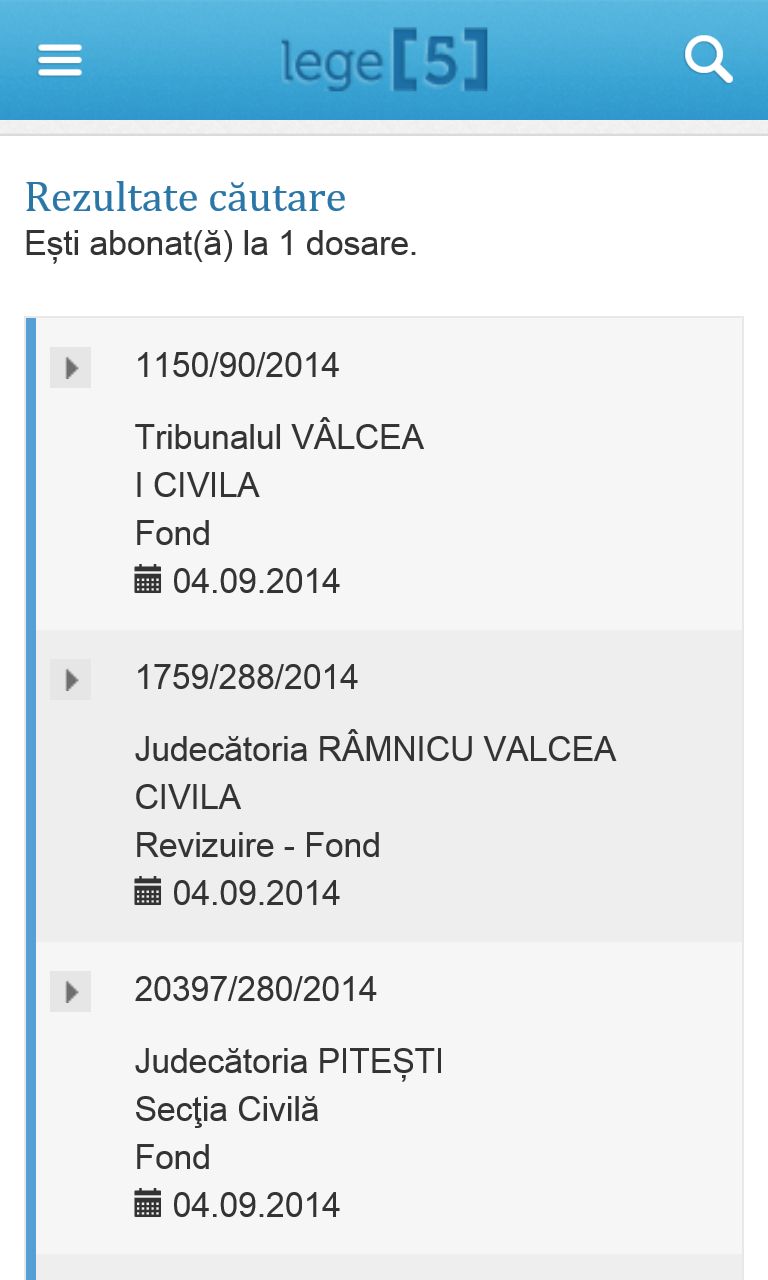 lege[5]
Rezultate căutare
Ești abonat(ă) la 1 dosare.
1150/90/2014
Tribunalul VÂLCEA
I CIVILA
Fond
04.09.2014
1759/288/2014
Judecătoria RÂMNICU VALCEA
CIVILA
Revizuire - Fond
04.09.2014
20397/280/2014
Judecătoria PITEȘTI
Secţia Civilă
Fond
04.09.2014